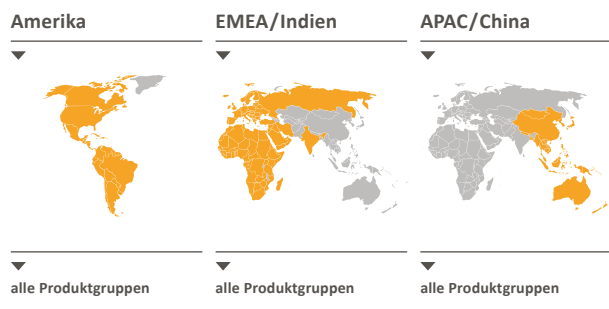 Amerika
EMEA/Indien
APAC/China
alle Produktgruppen
alle Produktgruppen
alle Produktgruppen